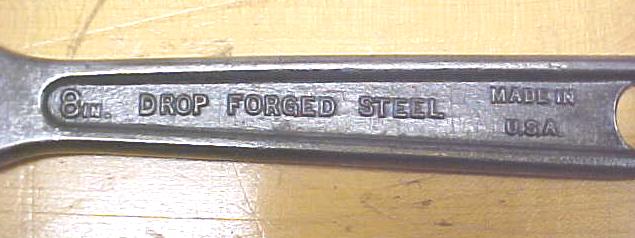 8IN. DROP FORGED STEEL
MADE IN
U.S.A.